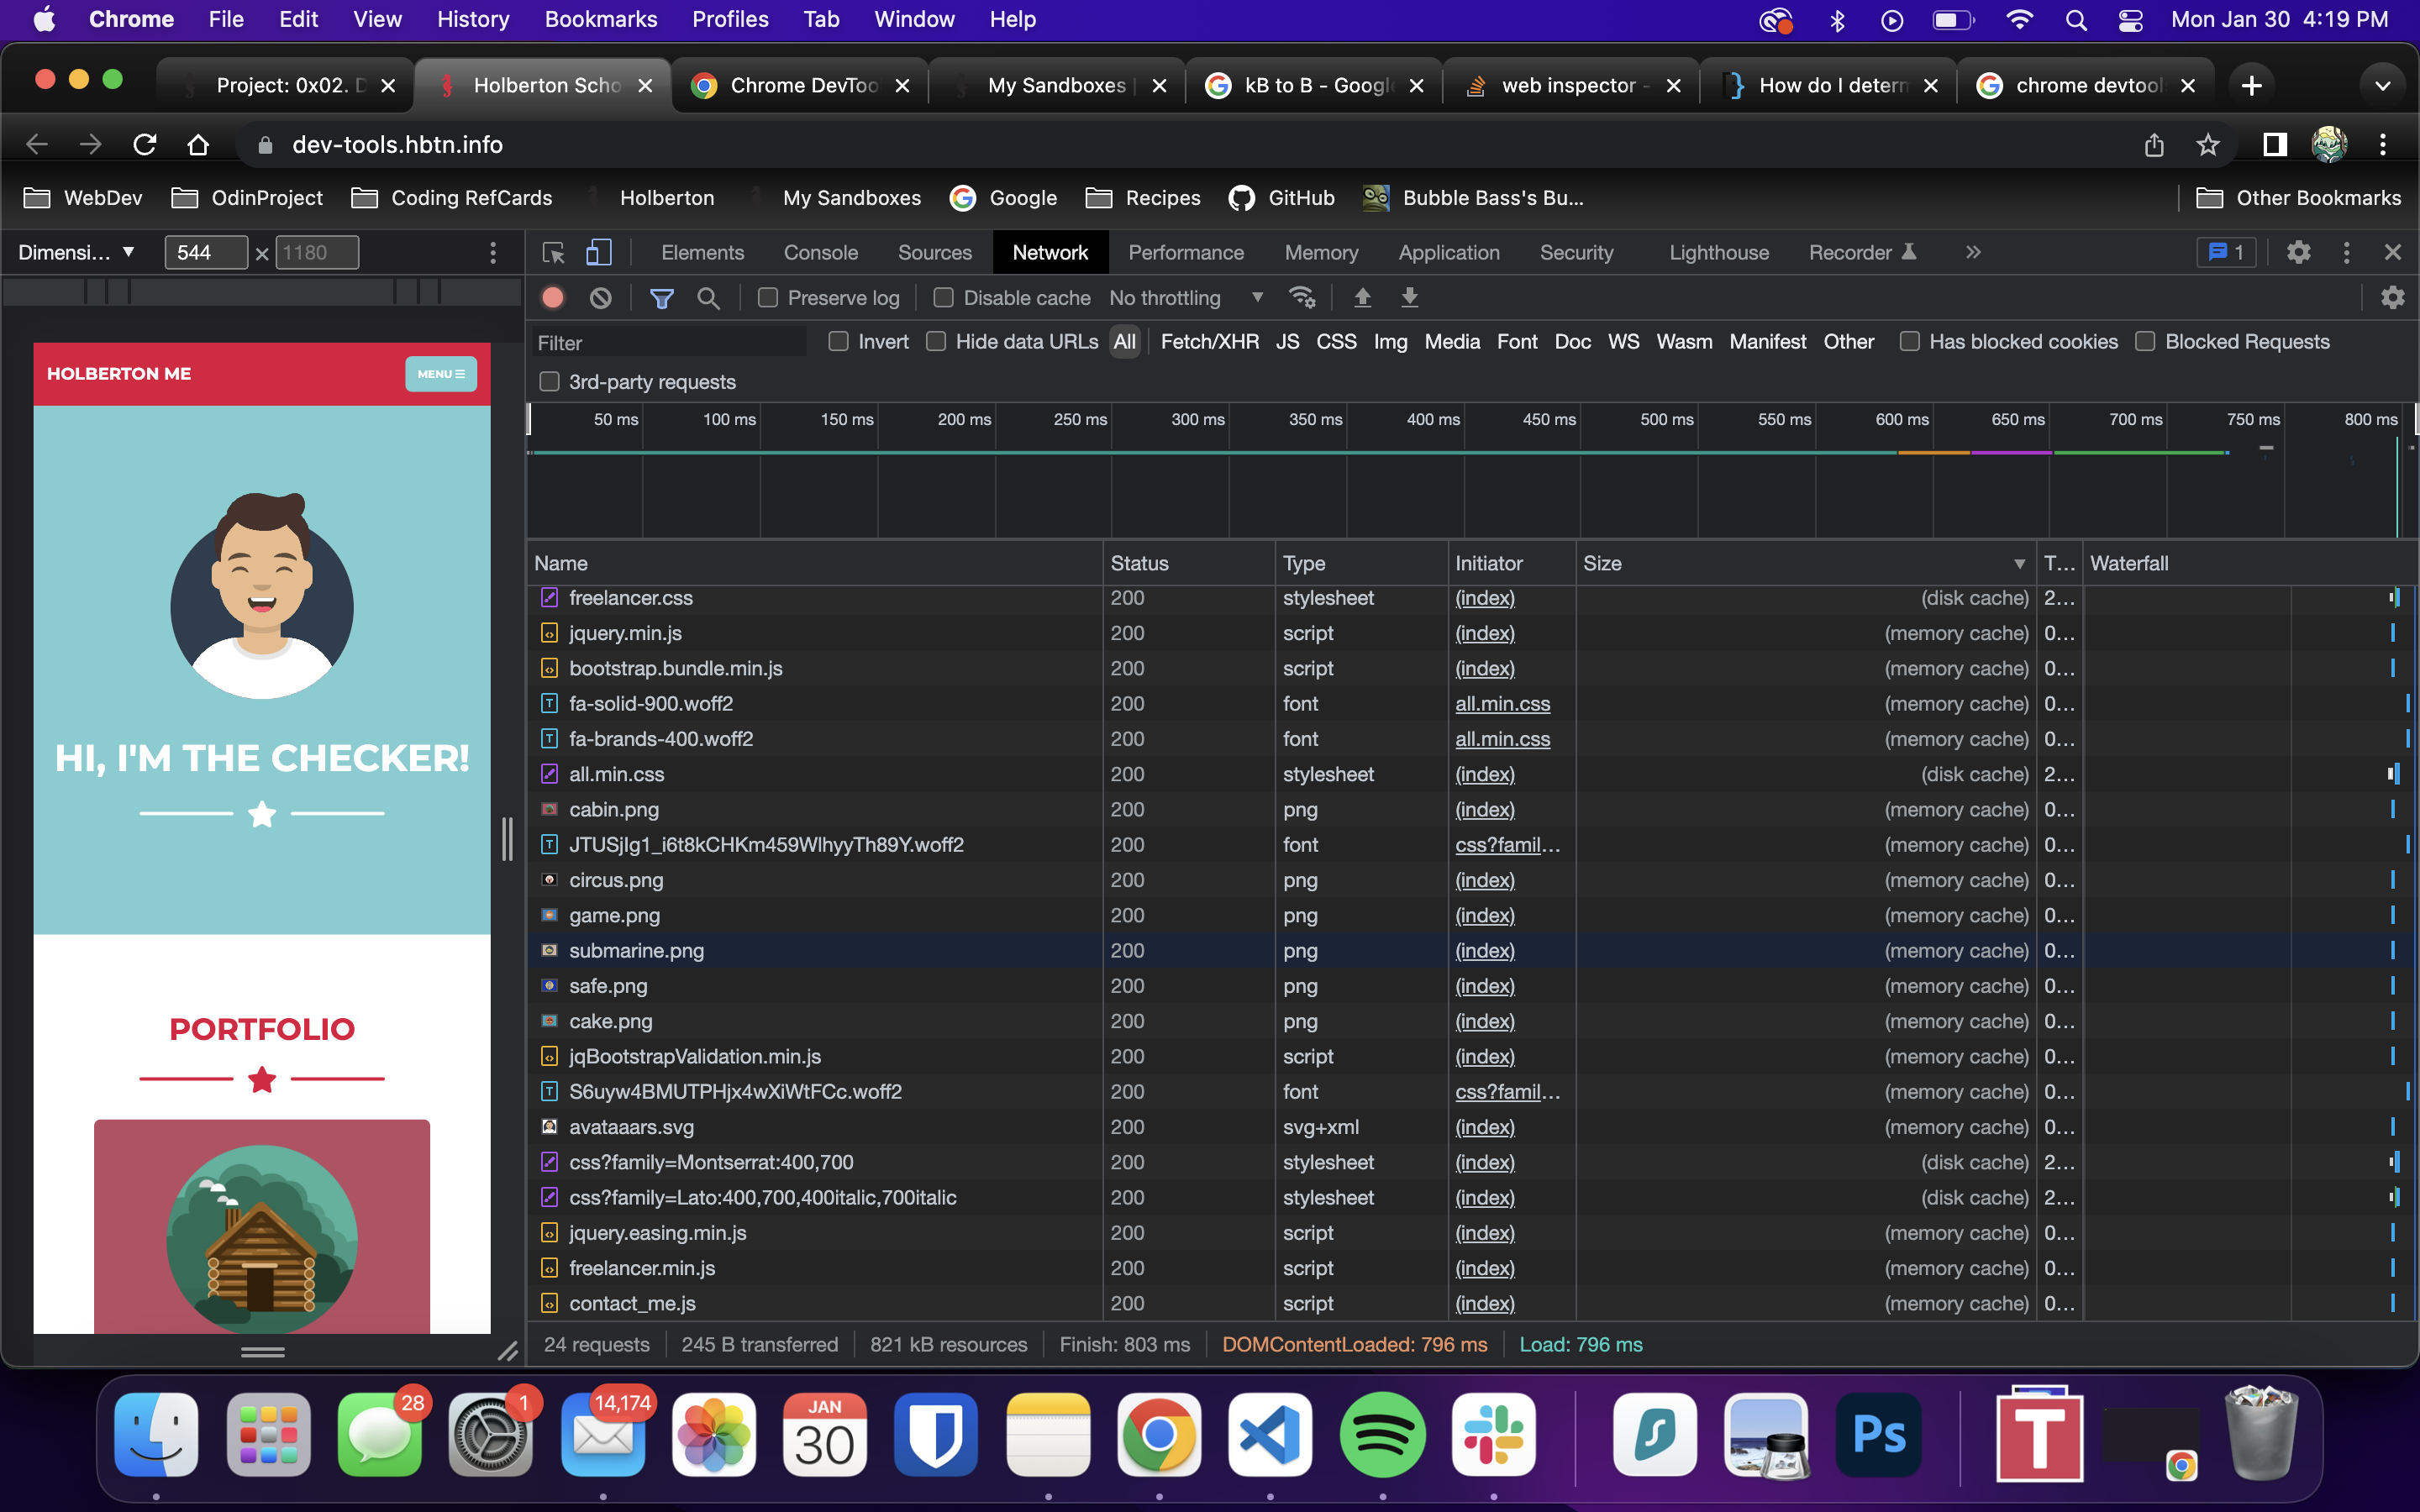 Chrome File Edit View History Bookmarks Profiles Tab Window Help Mon Jan 30 4:19 PM
Project: 0x02. D Holberton Scho Chrome DevToo My Sandboxes | kB to B - Google web inspector - How do I determ chrome devtool
dev-tools.hbtn.info
WebDev OdinProject Coding RefCards Holberton My Sandboxes Google Recipes GitHub Bubble Bass's Bu... Other Bookmarks
Dimensi... 544 × 1180 Elements Console Sources Network Performance Memory Application Security Lighthouse Recorder » 1
Preserve log Disable cache No throttling
Filter Invert Hide data URLs All Fetch/XHR JS CSS Img Media Font Doc WS Wasm Manifest Other Has blocked cookies Blocked Requests
3rd-party requests
50 ms 100 ms 150 ms 200 ms 250 ms 300 ms 350 ms 400 ms 450 ms 500 ms 550 ms 600 ms 650 ms 700 ms 750 ms 800 ms
HOLBERTON ME MENU
HI, I'M THE CHECKER!
PORTFOLIO
Name Status Type Initiator Size T... Waterfall
freelancer.css 200 stylesheet (index) (disk cache) 2...
jquery.min.js 200 script (index) (memory cache) 0...
bootstrap.bundle.min.js 200 script (index) (memory cache) 0...
fa-solid-900.woff2 200 font all.min.css (memory cache) 0...
fa-brands-400.woff2 200 font all.min.css (memory cache) 0...
all.min.css 200 stylesheet (index) (disk cache) 2...
cabin.png 200 png (index) (memory cache) 0...
JTUSjIg1_i6t8kCHKm459WlhyyTh89Y.woff2 200 font css?famil... (memory cache) 0...
circus.png 200 png (index) (memory cache) 0...
game.png 200 png (index) (memory cache) 0...
submarine.png 200 png (index) (memory cache) 0...
safe.png 200 png (index) (memory cache) 0...
cake.png 200 png (index) (memory cache) 0...
jqBootstrapValidation.min.js 200 script (index) (memory cache) 0...
S6uyw4BMUTPHjx4wXiWtFCc.woff2 200 font css?famil... (memory cache) 0...
avataaars.svg 200 svg+xml (index) (memory cache) 0...
css?family=Montserrat:400,700 200 stylesheet (index) (disk cache) 2...
css?family=Lato:400,700,400italic,700italic 200 stylesheet (index) (disk cache) 2...
jquery.easing.min.js 200 script (index) (memory cache) 0...
freelancer.min.js 200 script (index) (memory cache) 0...
contact_me.js 200 script (index) (memory cache) 0...
24 requests 245 B transferred 821 kB resources Finish: 803 ms DOMContentLoaded: 796 ms Load: 796 ms
28 1 14,174 JAN 30 Ps T